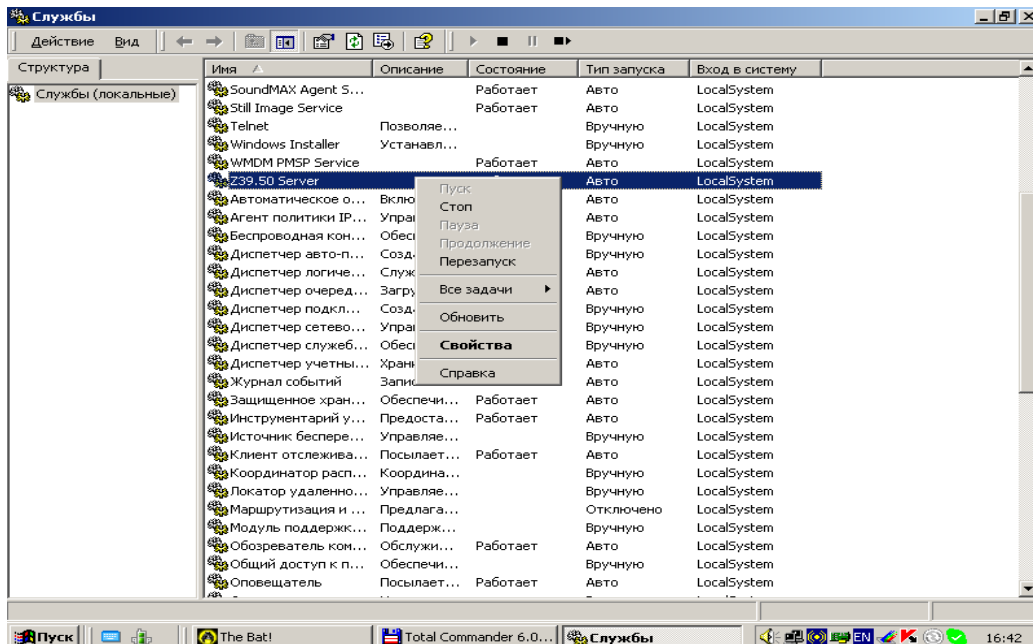 Службы
Действие Вид
Структура
Службы (локальные)
Имя Описание Состояние Тип запуска Вход в систему
SoundMAX Agent S... Работает Авто LocalSystem
Still Image Service Работает Авто LocalSystem
Telnet Позволяе... Вручную LocalSystem
Windows Installer Устанавл... Вручную LocalSystem
WMDM PMSP Service Работает Авто LocalSystem
Z39.50 Server Авто LocalSystem
Автоматическое о... Вклю Авто LocalSystem
Агент политики IP... Упра Авто LocalSystem
Беспроводная кон... Обес Вручную LocalSystem
Диспетчер авто-п... Созд Вручную LocalSystem
Диспетчер логиче... Служ Авто LocalSystem
Диспетчер очеред... Загру Авто LocalSystem
Диспетчер подкл... Созд Вручную LocalSystem
Диспетчер сетево... Упра Вручную LocalSystem
Диспетчер служеб... Обес Вручную LocalSystem
Диспетчер учетны... Хран Авто LocalSystem
Журнал событий Запис Авто LocalSystem
Защищенное хран... Обеспечи... Работает Авто LocalSystem
Инструментарий у... Предоста... Работает Авто LocalSystem
Источник беспере... Управляе... Вручную LocalSystem
Клиент отслежива... Посылает... Работает Авто LocalSystem
Координатор расп... Координа... Вручную LocalSystem
Локатор удаленно... Управляе... Вручную LocalSystem
Маршрутизация и ... Предлага... Отключено LocalSystem
Модуль поддержк... Поддерж... Вручную LocalSystem
Обозреватель ком... Обслужи... Работает Авто LocalSystem
Общий доступ к п... Обеспечи... Вручную LocalSystem
Оповещатель Посылает... Работает Авто LocalSystem
Пуск
Стоп
Пауза
Продолжение
Перезапуск
Все задачи
Обновить
Свойства
Справка
Пуск The Bat! Total Commander 6.0... Службы EN 16:42